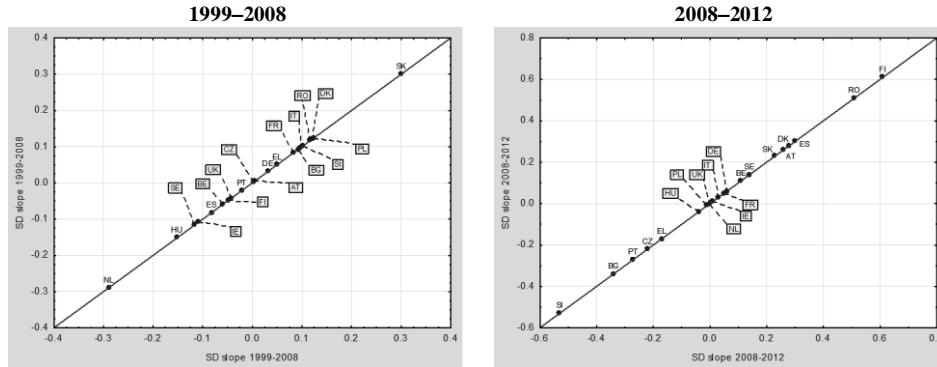 1999–2008
2008–2012
0.4
0.3
0.2
0.1
0.0
-0.1
-0.2
-0.3
-0.4
SD slope 1999-2008
SK
RO
DK
IT
FR
CZ
DE
EL
PL
SI
BG
UK
PT
AT
SE
BE
ES
FI
HU
IE
NL
-0.4 -0.3 -0.2 -0.1 0.0 0.1 0.2 0.3 0.4
SD slope 1999-2008
0.8
0.6
0.4
0.2
0.0
-0.2
-0.4
-0.6
SD slope 2008-2012
FI
RO
DK
ES
SK
AT
DE
IT
SE
PL
UK
BE
HU
FR
IE
NL
EL
CZ
PT
BG
SI
-0.6 -0.4 -0.2 0.0 0.2 0.4 0.6 0.8
SD slope 2008-2012